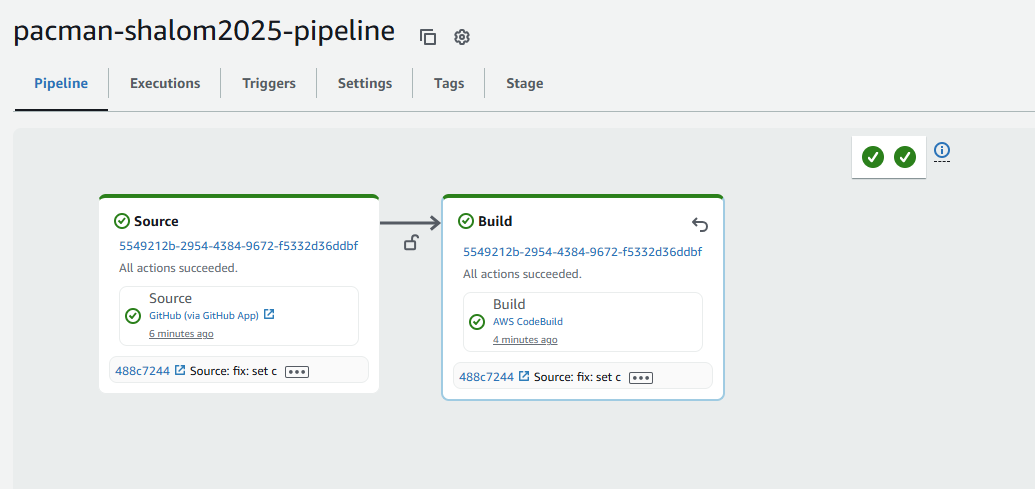 pacman-shalom2025-pipeline
Pipeline
Executions
Triggers
Settings
Tags
Stage
Source
5549212b-2954-4384-9672-f5332d36ddbf
All actions succeeded.
Source
GitHub (via GitHub App)
6 minutes ago
488c7244 Source: fix: set c
Build
5549212b-2954-4384-9672-f5332d36ddbf
All actions succeeded.
Build
AWS CodeBuild
4 minutes ago
488c7244 Source: fix: set c